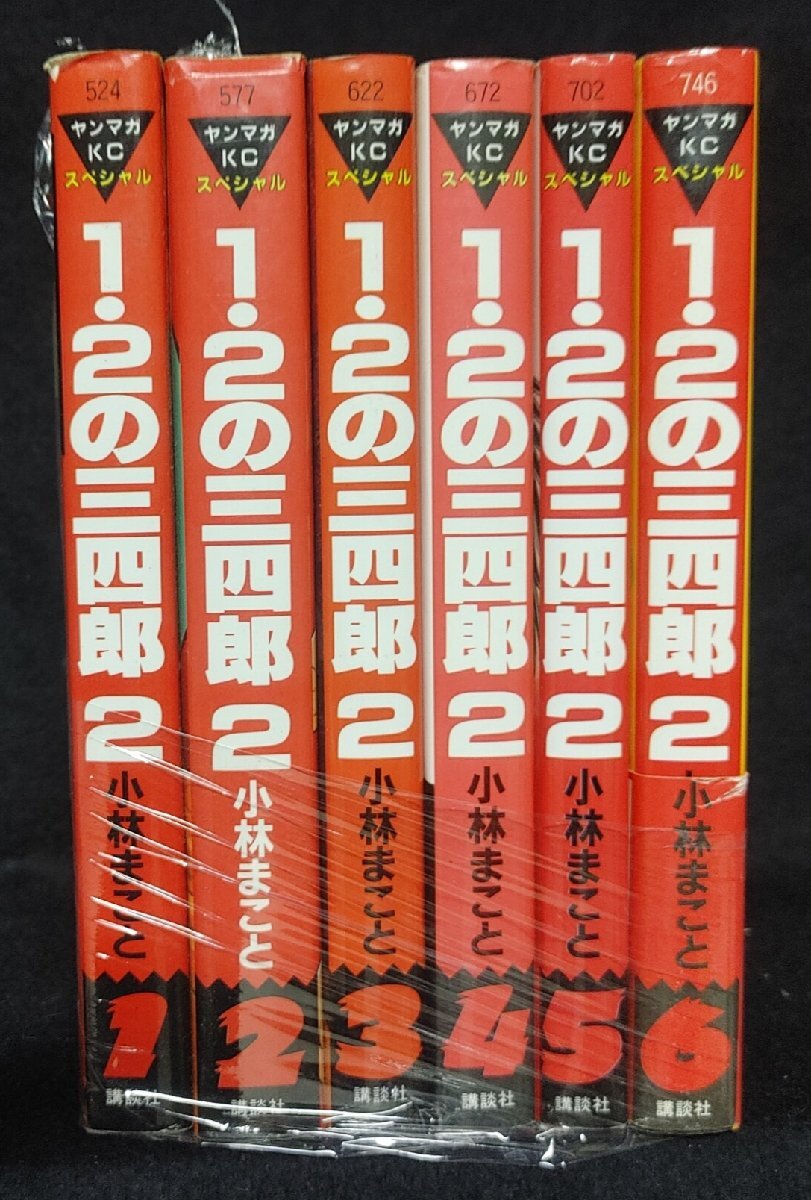 524
ヤンマガ
KC
スペシャル
1・2の三四郎 2
小林まこと
1
講談社
577
ヤンマガ
KC
スペシャル
1・2の三四郎 2
小林まこと
2
講談社
622
ヤンマガ
KC
スペシャル
1・2の三四郎 2
小林まこと
3
講談社
672
ヤンマガ
KC
スペシャル
1・2の三四郎 2
小林まこと
4
講談社
702
ヤンマガ
KC
スペシャル
1・2の三四郎 2
小林まこと
5
講談社
746
ヤンマガ
KC
スペシャル
1・2の三四郎 2
小林まこと
6
講談社